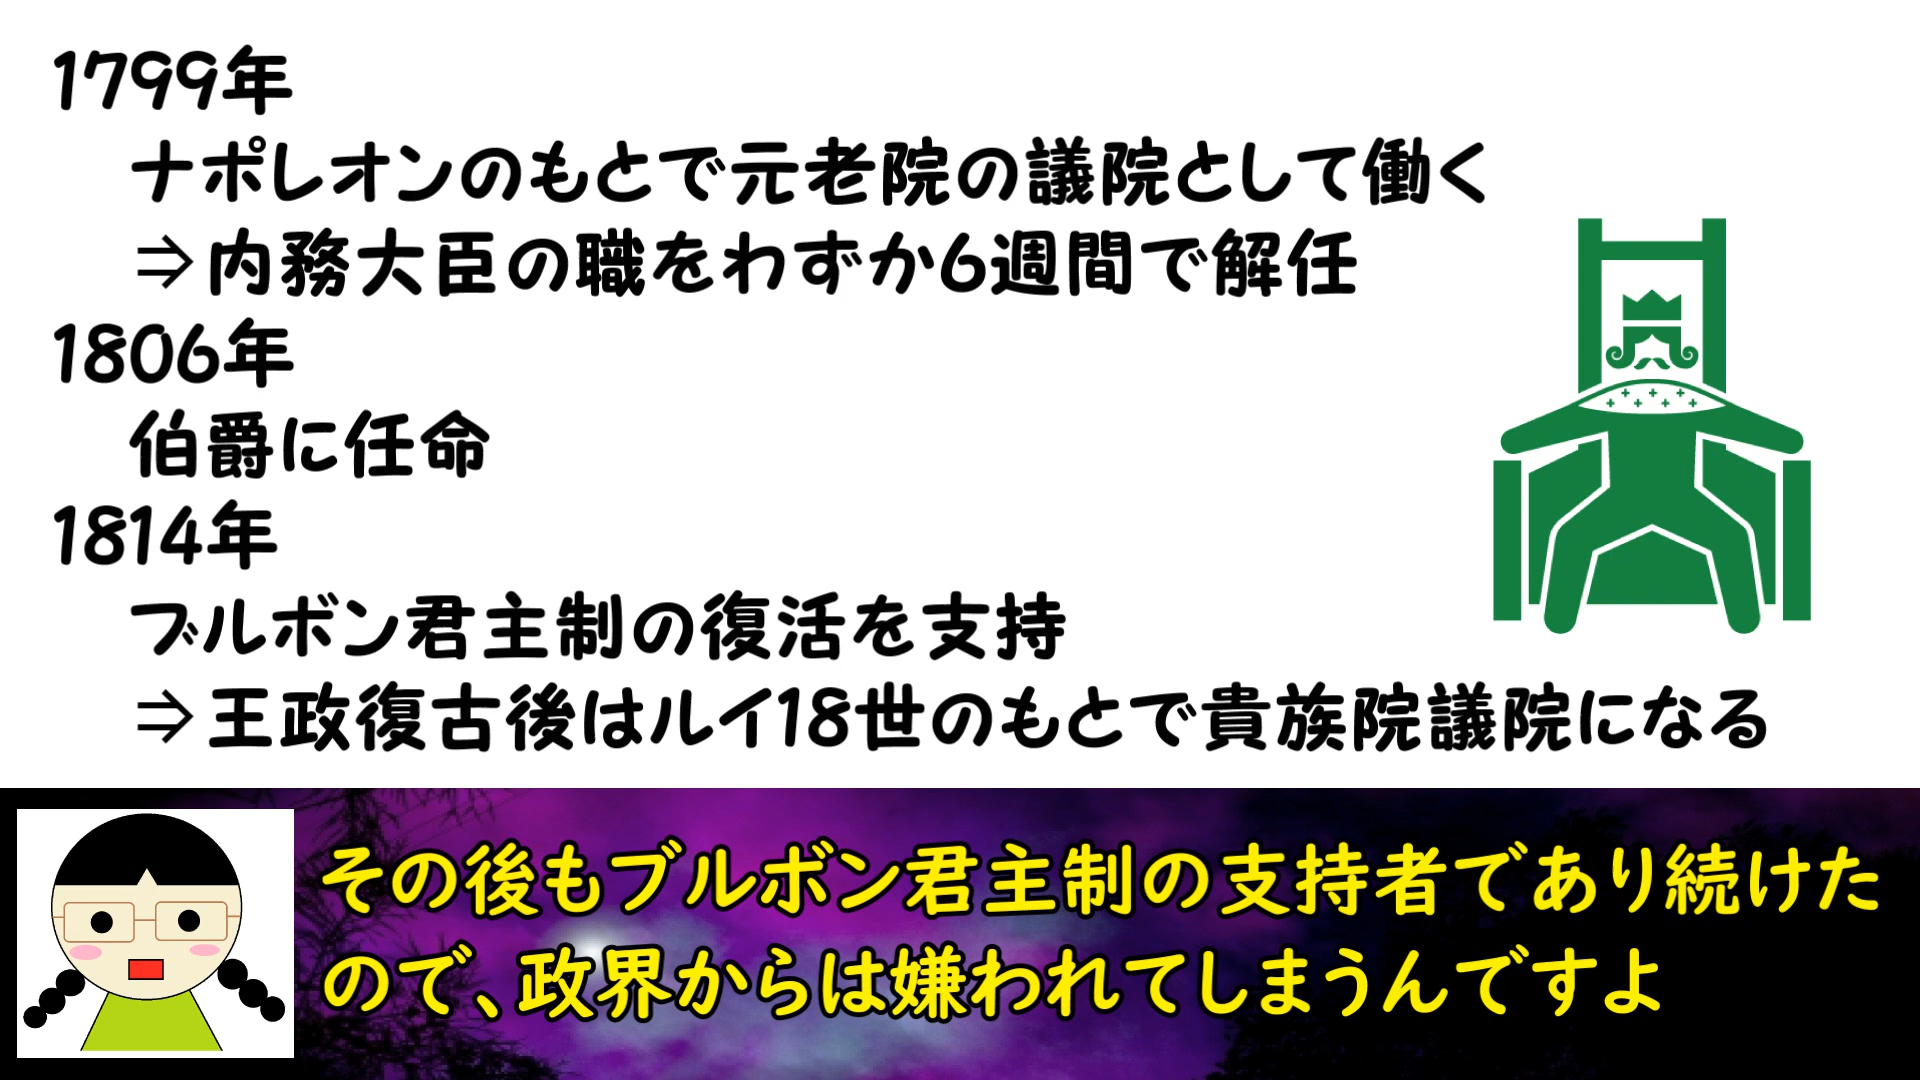 1799年
ナポレオンのもとで元老院の議院として働く
⇒内務大臣の職をわずか6週間で解任
1806年
伯爵に任命
1814年
ブルボン君主制の復活を支持
⇒王政復古後はルイ18世のもとで貴族院議院になる
その後もブルボン君主制の支持者であり続けた
ので、政界からは嫌われてしまうんですよ